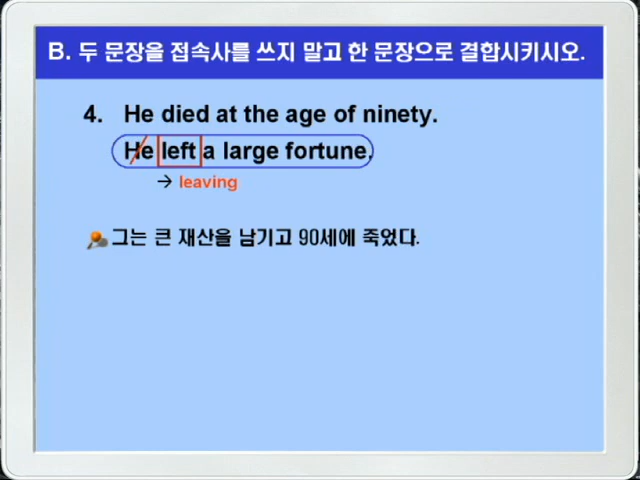 B. 두 문장을 접속사를 쓰지 말고 한 문장으로 결합시키시오.
4. He died at the age of ninety.
He left a large fortune.
→ leaving
그는 큰 재산을 남기고 90세에 죽었다.